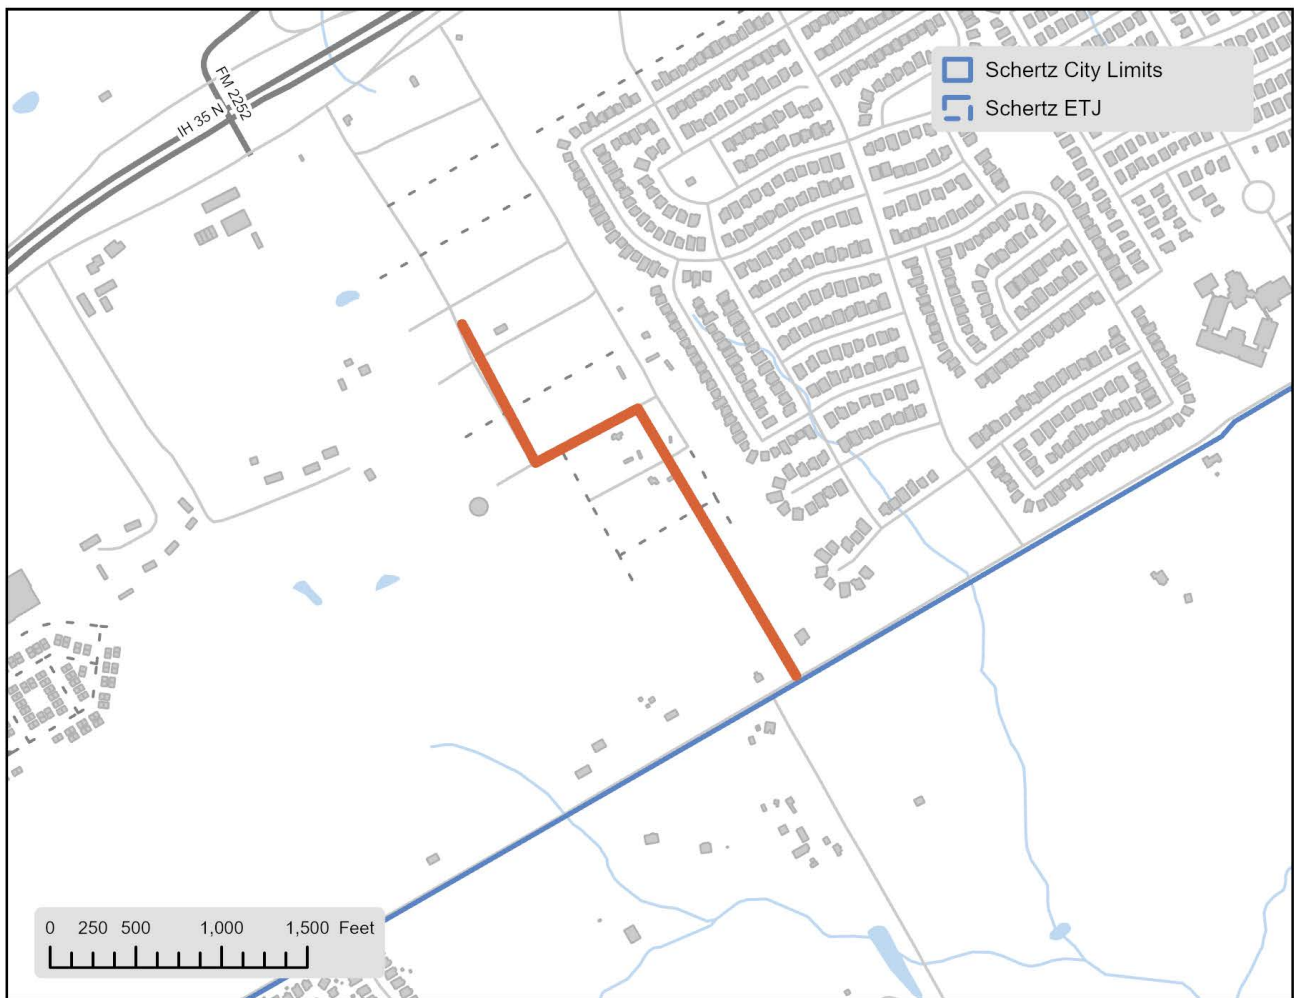 FM 2252
IH 35 N
Schertz City Limits
Schertz ETJ
0 250 500 1,000 1,500 Feet